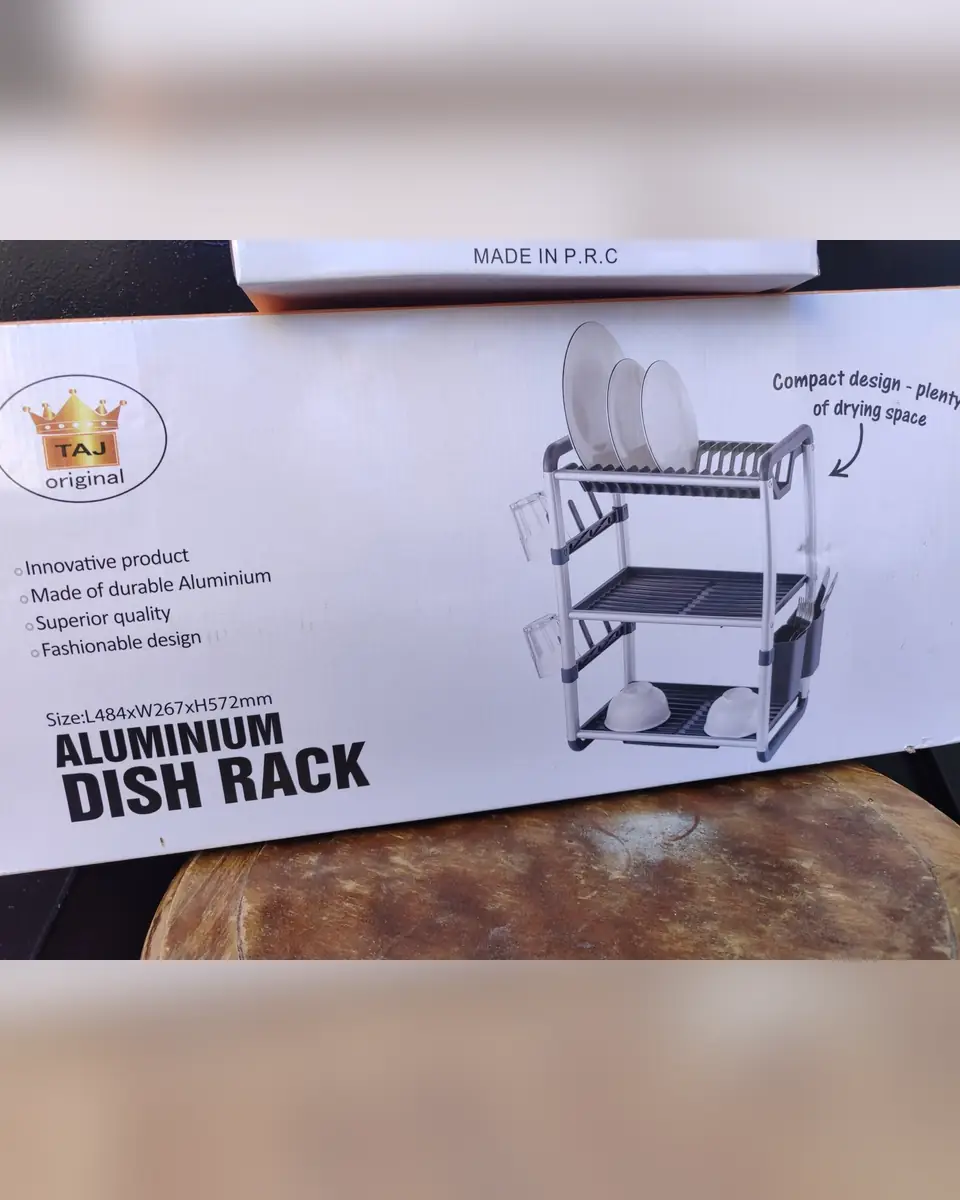 MADE IN P.R.C
TAJ
original
Compact design - plenty
of drying space
Innovative product
Made of durable Aluminium
Superior quality
Fashionable design
Size:L484xW267xH572mm
ALUMINIUM
DISH RACK